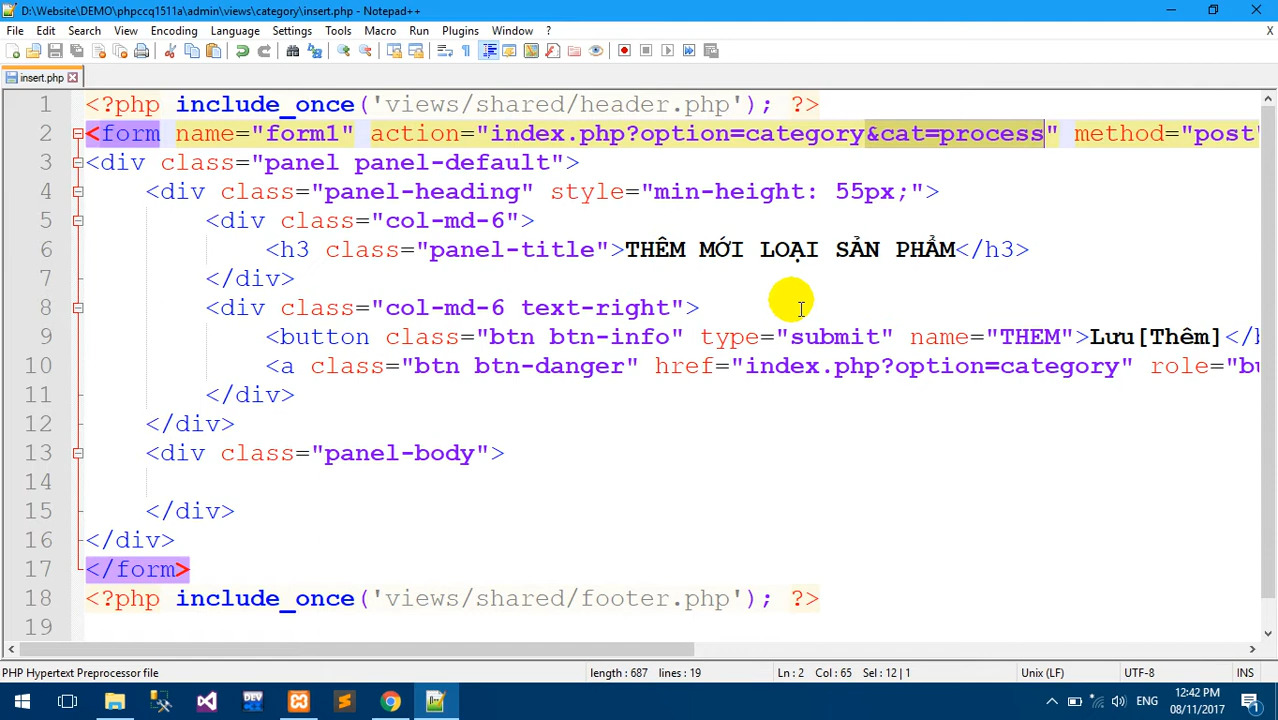 D:\Website\DEMO\phpccq1511a\admin\views\category\insert.php - Notepad++
File Edit Search View Encoding Language Settings Tools Macro Run Plugins Window ? X
insert.php
1 <?php include_once('views/shared/header.php'); ?>
2 <form name="form1" action="index.php?option=category&cat=process" method="post"
3 <div class="panel panel-default">
4 <div class="panel-heading" style="min-height: 55px;">
5 <div class="col-md-6">
6 <h3 class="panel-title">THÊM MỚI LOẠI SẢN PHẨM</h3>
7 </div>
8 <div class="col-md-6 text-right">
9 <button class="btn btn-info" type="submit" name="THEM">Lưu[Thêm]</b
10 <a class="btn btn-danger" href="index.php?option=category" role="bu
11 </div>
12 </div>
13 <div class="panel-body">
14
15 </div>
16 </div>
17 </form>
18 <?php include_once('views/shared/footer.php'); ?>
19
PHP Hypertext Preprocessor file length : 687 lines : 19 Ln : 2 Col : 65 Sel : 12 | 1 Unix (LF) UTF-8 INS
DEV ENG 12:42 PM
08/11/2017 1